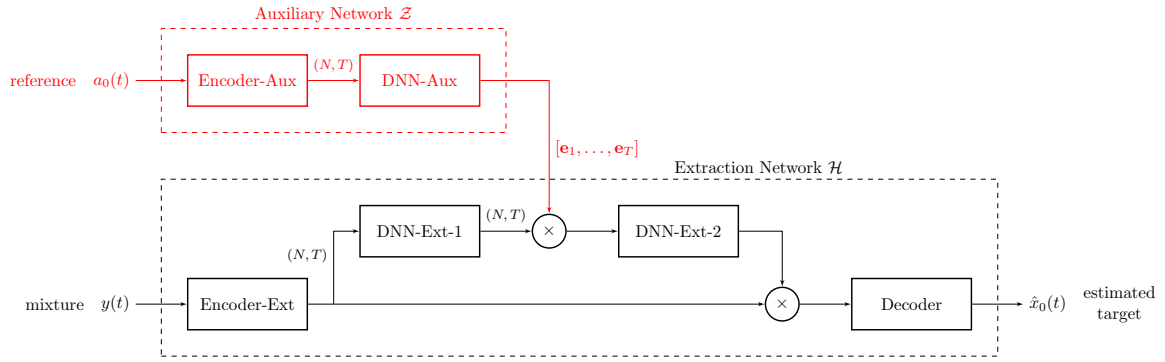 Auxiliary Network 𝒵
reference a₀(t)
Encoder-Aux
(N, T)
DNN-Aux
[e₁, . . . , e_T]
Extraction Network ℋ
DNN-Ext-1
(N, T)
×
DNN-Ext-2
(N, T)
mixture y(t)
Encoder-Ext
×
Decoder
x̂₀(t)
estimated
target